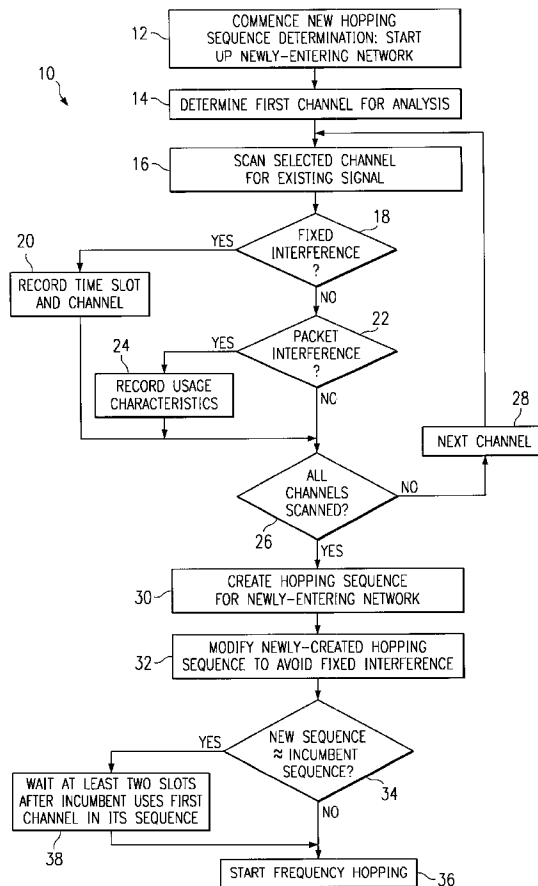 COMMENCE NEW HOPPING
SEQUENCE DETERMINATION: START
UP NEWLY-ENTERING NETWORK
12
10
DETERMINE FIRST CHANNEL FOR ANALYSIS
14
SCAN SELECTED CHANNEL
FOR EXISTING SIGNAL
16
18
FIXED
INTERFERENCE
?
YES
NO
20
RECORD TIME SLOT
AND CHANNEL
22
PACKET
INTERFERENCE
?
YES
NO
24
RECORD USAGE
CHARACTERISTICS
28
NEXT CHANNEL
ALL
CHANNELS
SCANNED?
NO
26
YES
CREATE HOPPING SEQUENCE
FOR NEWLY-ENTERING NETWORK
30
MODIFY NEWLY-CREATED HOPPING
SEQUENCE TO AVOID FIXED INTERFERENCE
32
NEW SEQUENCE
≈ INCUMBENT
SEQUENCE?
YES
34
NO
WAIT AT LEAST TWO SLOTS
AFTER INCUMBENT USES FIRST
CHANNEL IN ITS SEQUENCE
38
START FREQUENCY HOPPING
36